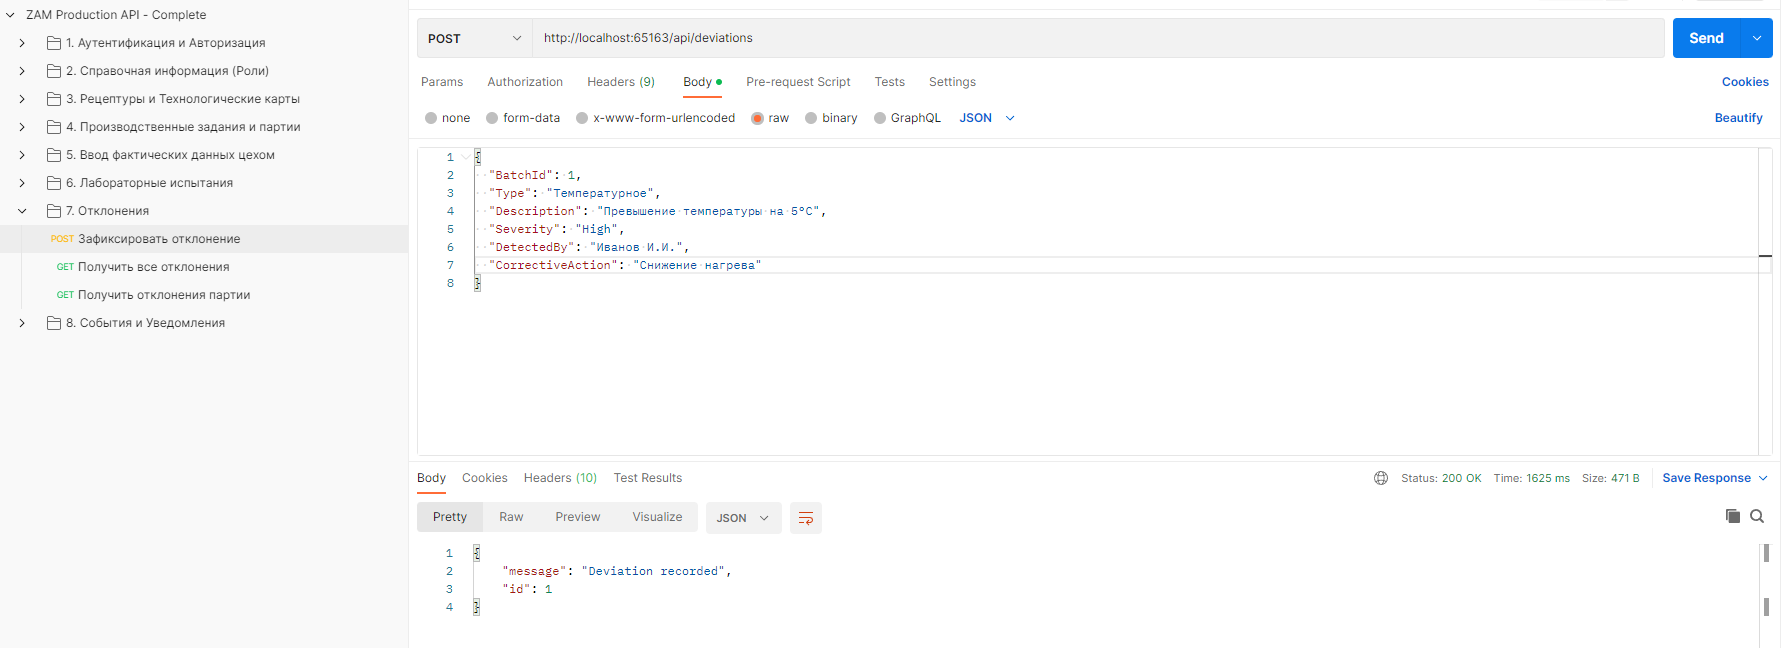 ZAM Production API - Complete
1. Аутентификация и Авторизация
2. Справочная информация (Роли)
3. Рецептуры и Технологические карты
4. Производственные задания и партии
5. Ввод фактических данных цехом
6. Лабораторные испытания
7. Отклонения
POST Зафиксировать отклонение
GET Получить все отклонения
GET Получить отклонения партии
8. События и Уведомления
POST http://localhost:65163/api/deviations Send
Params Authorization Headers (9) Body Pre-request Script Tests Settings Cookies
none form-data x-www-form-urlencoded raw binary GraphQL JSON Beautify
1 {
2 "BatchId": 1,
3 "Type": "Температурное",
4 "Description": "Превышение температуры на 5°C",
5 "Severity": "High",
6 "DetectedBy": "Иванов И.И.",
7 "CorrectiveAction": "Снижение нагрева"
8 }
Body Cookies Headers (10) Test Results Status: 200 OK Time: 1625 ms Size: 471 B Save Response
Pretty Raw Preview Visualize JSON
1 {
2 "message": "Deviation recorded",
3 "id": 1
4 }